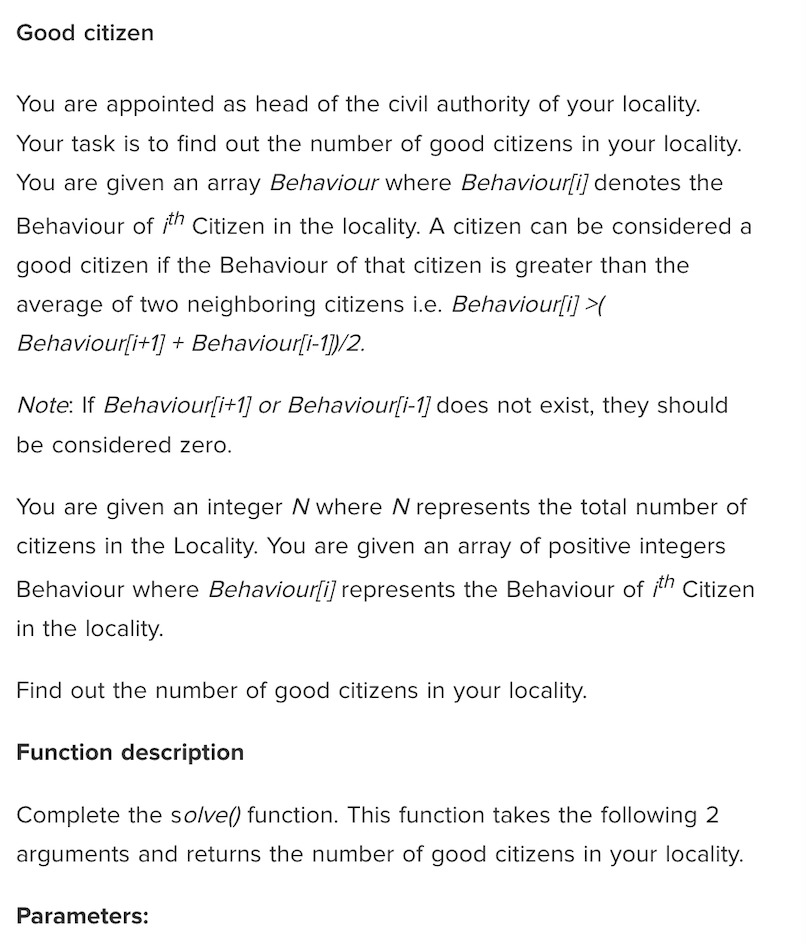 Good citizen
You are appointed as head of the civil authority of your locality.
Your task is to find out the number of good citizens in your locality.
You are given an array Behaviour where Behaviour[i] denotes the
Behaviour of ith Citizen in the locality. A citizen can be considered a
good citizen if the Behaviour of that citizen is greater than the
average of two neighboring citizens i.e. Behaviour[i] >(
Behaviour[i+1] + Behaviour[i-1])/2.
Note: If Behaviour[i+1] or Behaviour[i-1] does not exist, they should
be considered zero.
You are given an integer N where N represents the total number of
citizens in the Locality. You are given an array of positive integers
Behaviour where Behaviour[i] represents the Behaviour of ith Citizen
in the locality.
Find out the number of good citizens in your locality.
Function description
Complete the solve() function. This function takes the following 2
arguments and returns the number of good citizens in your locality.
Parameters: